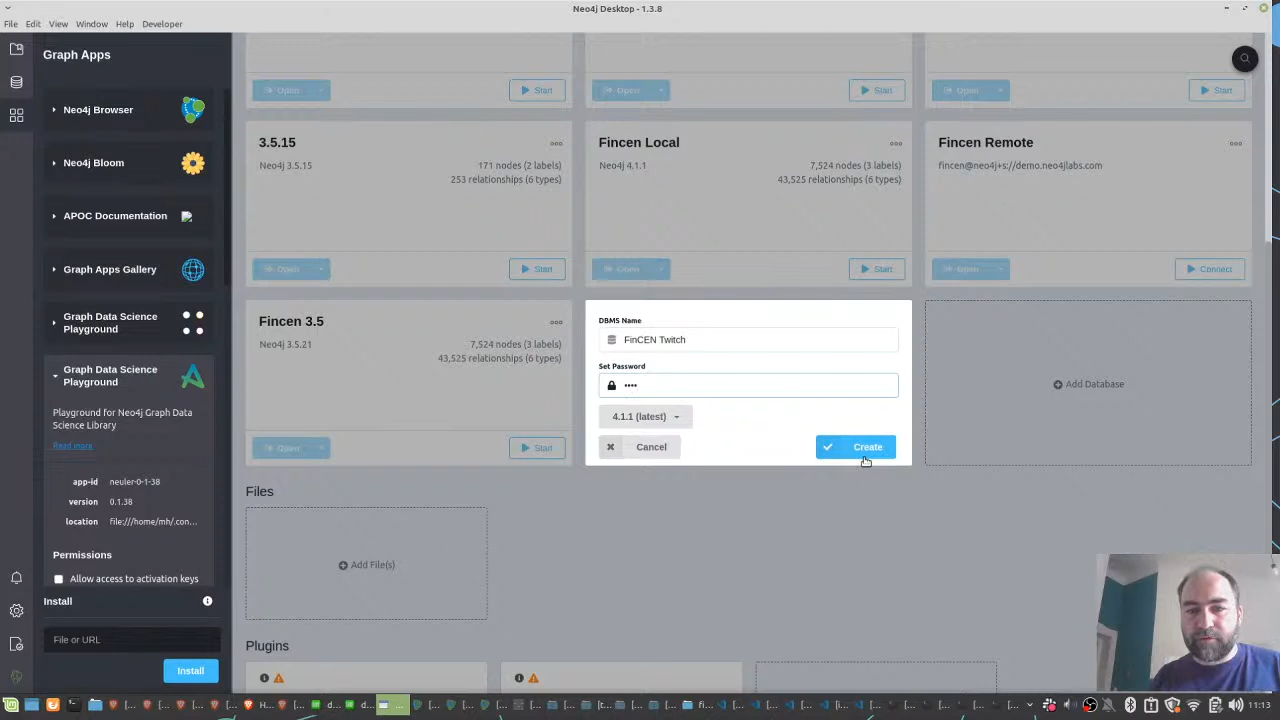 Neo4j Desktop - 1.3.8
File Edit View Window Help Developer
Graph Apps
Neo4j Browser
Neo4j Bloom
APOC Documentation
Graph Apps Gallery
Graph Data Science
Playground
Graph Data Science
Playground
Playground for Neo4j Graph Data
Science Library
Read more
app-id neuler-0-1-38
version 0.1.38
location file:///home/mh/.con...
Permissions
Allow access to activation keys
Install
File or URL
Install
Open Start
Open Start
Open Start
3.5.15
Neo4j 3.5.15
171 nodes (2 labels)
253 relationships (6 types)
Open Start
Fincen Local
Neo4j 4.1.1
7,524 nodes (3 labels)
43,525 relationships (6 types)
Open Start
Fincen Remote
fincen@neo4j+s://demo.neo4jlabs.com
Open Connect
Fincen 3.5
Neo4j 3.5.21
7,524 nodes (3 labels)
43,525 relationships (6 types)
Open Start
DBMS Name
FinCEN Twitch
Set Password
••••
4.1.1 (latest)
Cancel Create
Add Database
Files
Add File(s)
Plugins
11:13